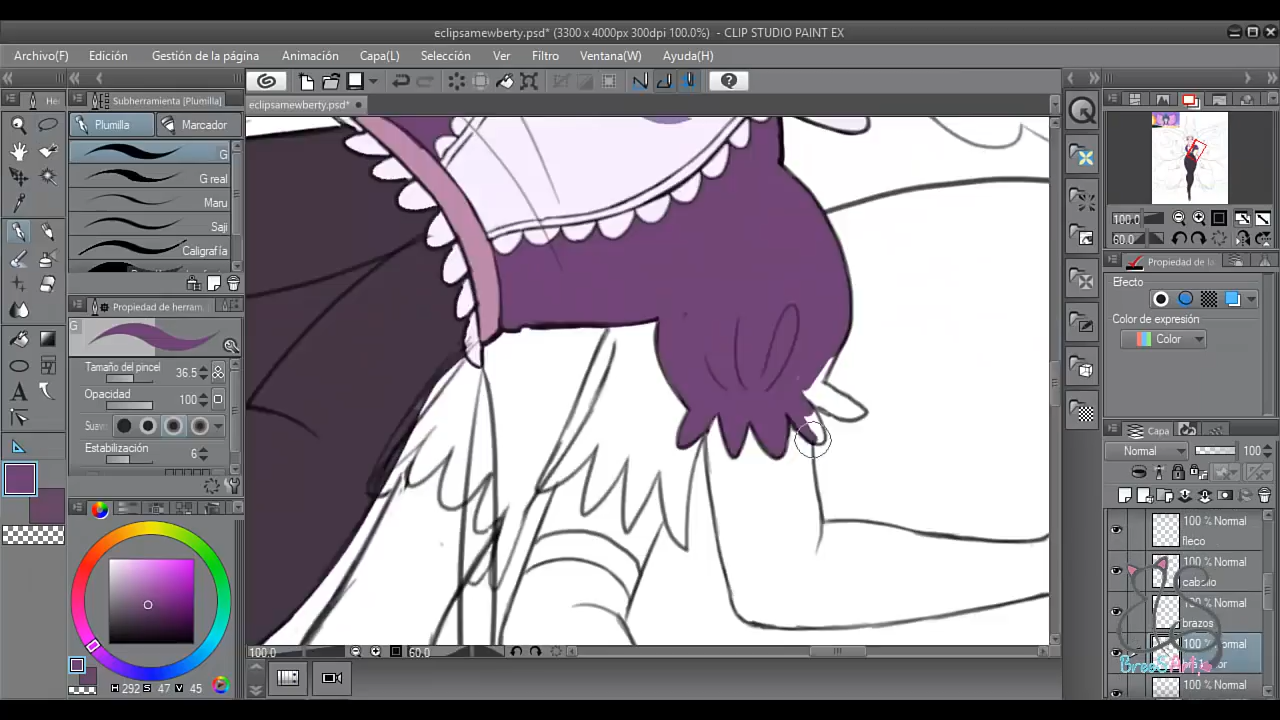 eclipsamewberty.psd* (3300 x 4000px 300dpi 100.0%) - CLIP STUDIO PAINT EX
Archivo(F) Edición Gestión de la página Animación Capa(L) Selección Ver Filtro Ventana(W) Ayuda(H)
eclipsamewberty.psd*
Subherramienta [Plumilla]
Plumilla Marcador
G
G real
Maru
Saji
Caligrafía
Propiedad de herram
G
Tamaño del pincel 36.5
Opacidad 100
Suav
Estabilización 6
H 292 S 47 V 45
100.0 60.0
100.0
60.0
Propiedad de la
Efecto
Color de expresión
Color
Capa
Normal 100
100 % Normal
fleco
100 % Normal
cabello
100 % Normal
brazos
100 % Normal
100 % Normal